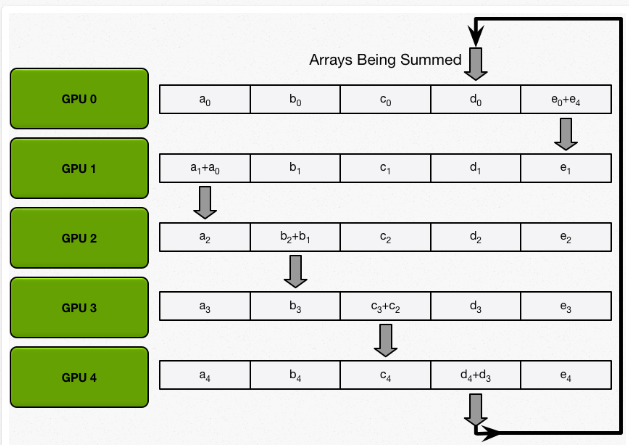 Arrays Being Summed
GPU 0 a₀ b₀ c₀ d₀ e₀+e₄
GPU 1 a₁+a₀ b₁ c₁ d₁ e₁
GPU 2 a₂ b₂+b₁ c₂ d₂ e₂
GPU 3 a₃ b₃ c₃+c₂ d₃ e₃
GPU 4 a₄ b₄ c₄ d₄+d₃ e₄